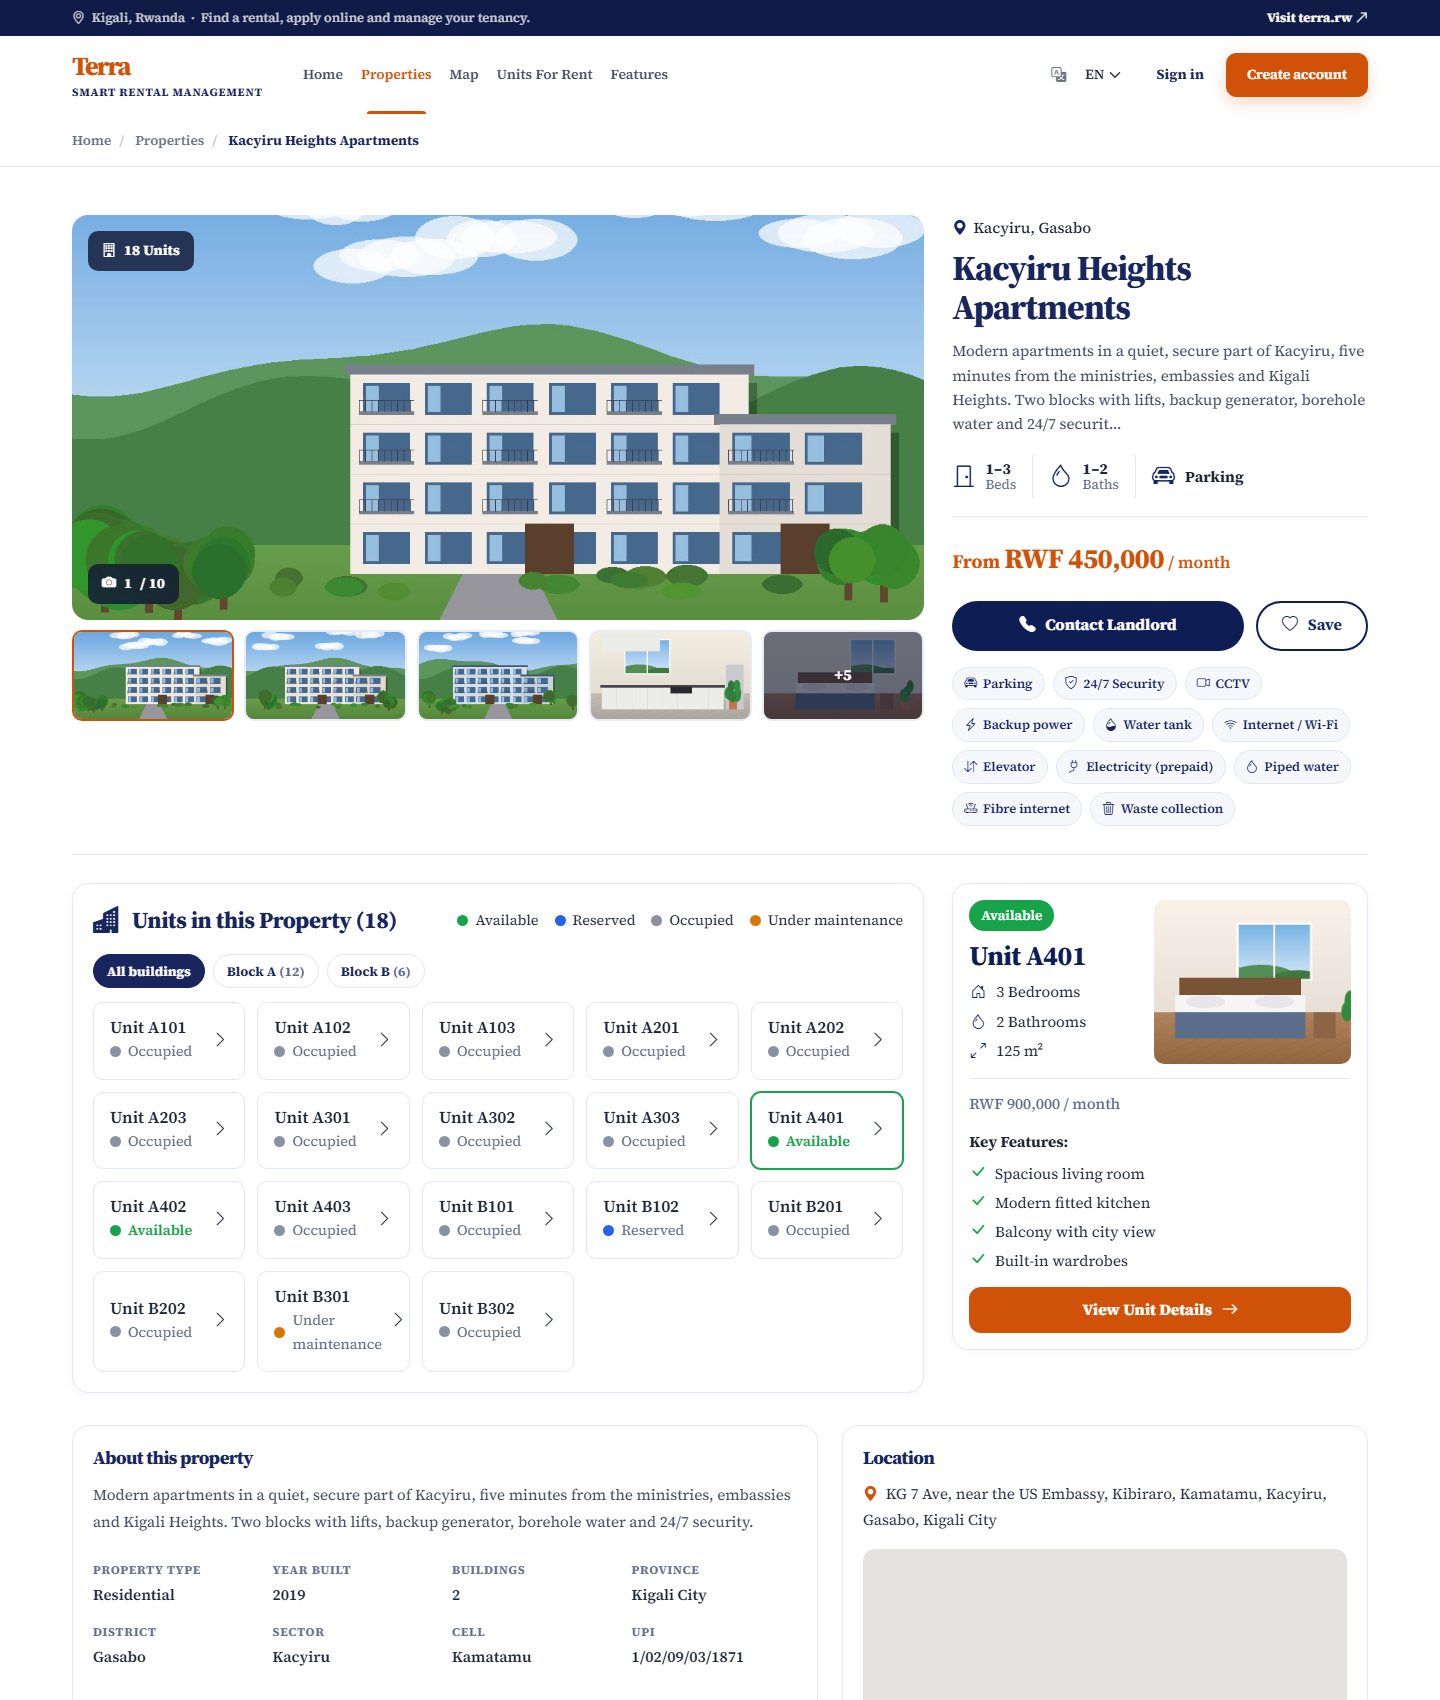 Kigali, Rwanda · Find a rental, apply online and manage your tenancy.
Visit terra.rw
Terra
SMART RENTAL MANAGEMENT
Home
Properties
Map
Units For Rent
Features
EN
Sign in
Create account
Home / Properties / Kacyiru Heights Apartments
18 Units
1 / 10
+5
Kacyiru, Gasabo
Kacyiru Heights
Apartments
Modern apartments in a quiet, secure part of Kacyiru, five
minutes from the ministries, embassies and Kigali
Heights. Two blocks with lifts, backup generator, borehole
water and 24/7 securit...
1–3
Beds
1–2
Baths
Parking
From RWF 450,000 / month
Contact Landlord
Save
Parking
24/7 Security
CCTV
Backup power
Water tank
Internet / Wi-Fi
Elevator
Electricity (prepaid)
Piped water
Fibre internet
Waste collection
Units in this Property (18)
Available
Reserved
Occupied
Under maintenance
All buildings
Block A (12)
Block B (6)
Unit A101
Occupied
Unit A102
Occupied
Unit A103
Occupied
Unit A201
Occupied
Unit A202
Occupied
Unit A203
Occupied
Unit A301
Occupied
Unit A302
Occupied
Unit A303
Occupied
Unit A401
Available
Unit A402
Available
Unit A403
Occupied
Unit B101
Occupied
Unit B102
Reserved
Unit B201
Occupied
Unit B202
Occupied
Unit B301
Under
maintenance
Unit B302
Occupied
Available
Unit A401
3 Bedrooms
2 Bathrooms
125 m²
RWF 900,000 / month
Key Features:
Spacious living room
Modern fitted kitchen
Balcony with city view
Built-in wardrobes
View Unit Details
About this property
Modern apartments in a quiet, secure part of Kacyiru, five minutes from the ministries, embassies
and Kigali Heights. Two blocks with lifts, backup generator, borehole water and 24/7 security.
PROPERTY TYPE
Residential
YEAR BUILT
2019
BUILDINGS
2
PROVINCE
Kigali City
DISTRICT
Gasabo
SECTOR
Kacyiru
CELL
Kamatamu
UPI
1/02/09/03/1871
Location
KG 7 Ave, near the US Embassy, Kibiraro, Kamatamu, Kacyiru,
Gasabo, Kigali City